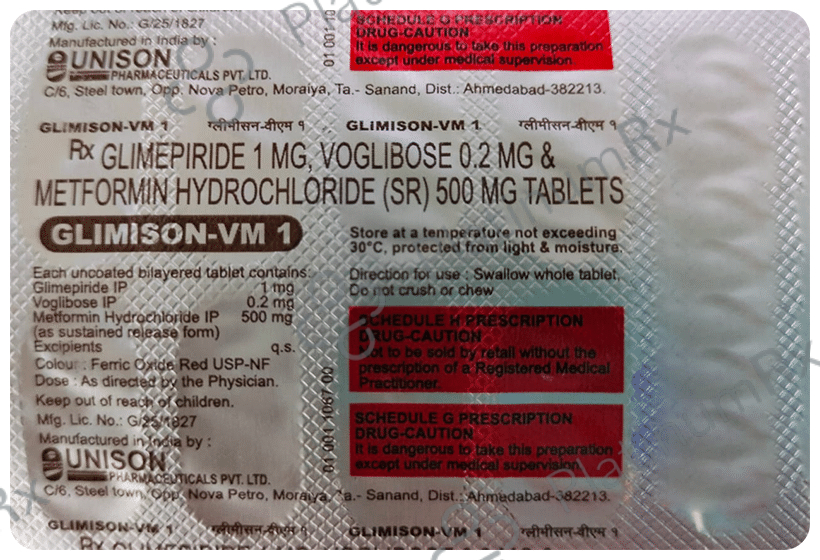 Mfg. Lic. No.: G/25/1827
Manufactured in India by :
UNISON
PHARMACEUTICALS PVT. LTD.
C/6, Steel town, Opp. Nova Petro, Moraiya, Ta.- Sanand, Dist.: Ahmedabad-382213.
SCHEDULE G PRESCRIPTION
DRUG-CAUTION
It is dangerous to take this preparation
except under medical supervision.
GLIMISON-VM 1 ग्लीमीसन-वीएम १ GLIMISON-VM 1 ग्लीमीसन-वीएम १
Rx GLIMEPIRIDE 1 MG, VOGLIBOSE 0.2 MG &
METFORMIN HYDROCHLORIDE (SR) 500 MG TABLETS
GLIMISON-VM 1
Each uncoated bilayered tablet contains:
Glimepiride IP 1 mg
Voglibose IP 0.2 mg
Metformin Hydrochloride IP 500 mg
(as sustained release form)
Excipients q.s.
Colour : Ferric Oxide Red USP-NF
Dose : As directed by the Physician.
Keep out of reach of children.
Mfg. Lic. No.: G/25/1827
Manufactured in India by :
UNISON
PHARMACEUTICALS PVT. LTD.
C/6, Steel town, Opp. Nova Petro, Moraiya, Ta.- Sanand, Dist.: Ahmedabad-382213.
Store at a temperature not exceeding
30°C, protected from light & moisture.
Direction for use : Swallow whole tablet.
Do not crush or chew
SCHEDULE H PRESCRIPTION
DRUG-CAUTION
Not to be sold by retail without the
prescription of a Registered Medical
Practitioner.
SCHEDULE G PRESCRIPTION
DRUG-CAUTION
It is dangerous to take this preparation
except under medical supervision.
01 001 1067 00
GLIMISON-VM 1 ग्लीमीसन-वीएम १ GLIMISON-VM 1 ग्लीमीसन-वीएम १
PlatinumRx